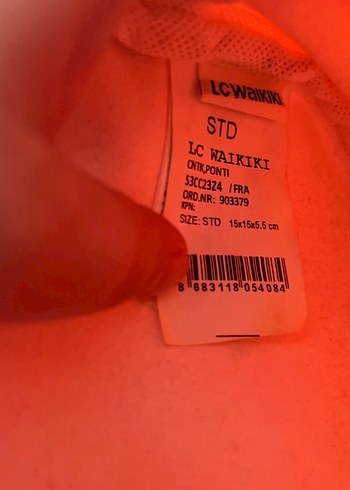 LCWAIKIKI
STD
LC WAIKIKI
CNTK,PONTI
S3CC23Z4 /FRA
ORD.NR: 903379
KPN:
SIZE: STD 15x15x5.5 cm
8 683118 054084